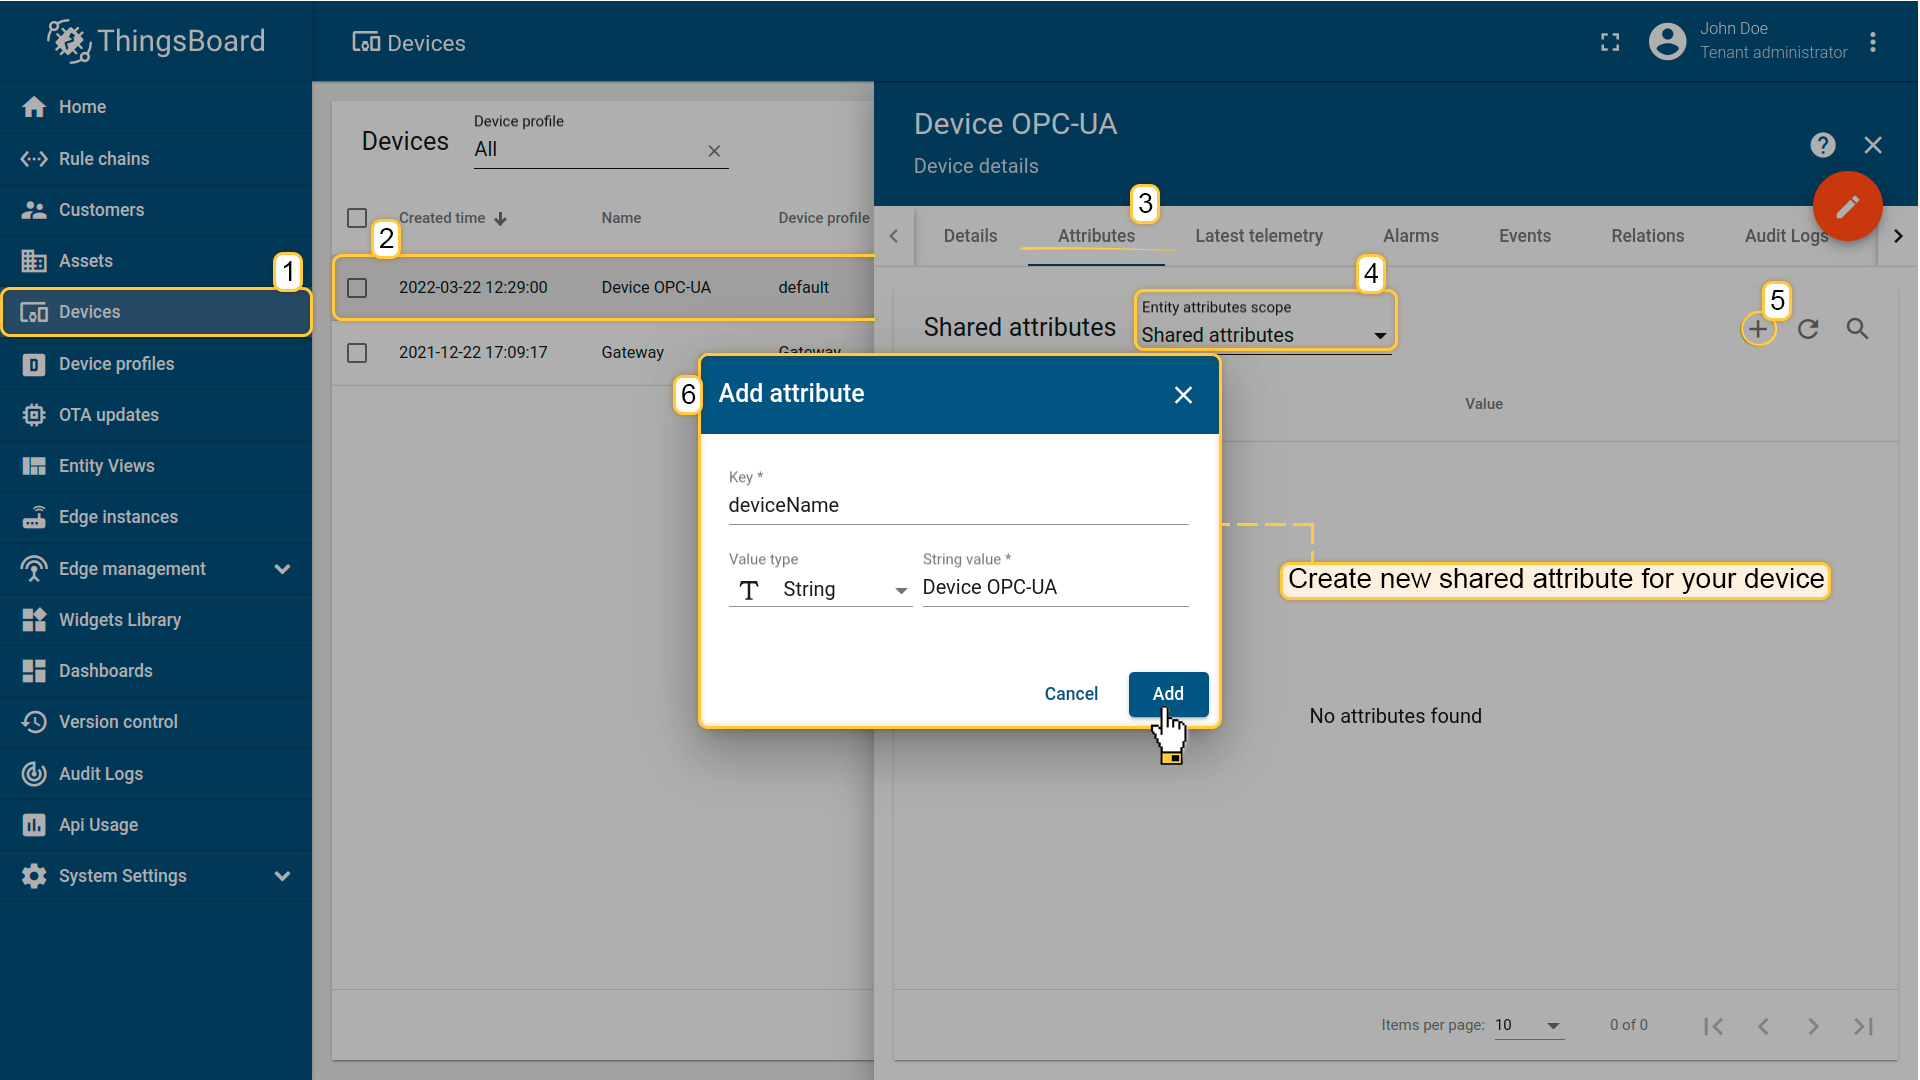 ThingsBoard
Devices
John Doe
Tenant administrator
Home
Rule chains
Customers
Assets
1
Devices
Device profiles
OTA updates
Entity Views
Edge instances
Edge management
Widgets Library
Dashboards
Version control
Audit Logs
Api Usage
System Settings
Devices
Device profile
All
Created time
Name
Device profile
2
2022-03-22 12:29:00
Device OPC-UA
default
2021-12-22 17:09:17
Gateway
Gateway
Device OPC-UA
Device details
3
Details
Attributes
Latest telemetry
Alarms
Events
Relations
Audit Logs
4
5
Shared attributes
Entity attributes scope
Shared attributes
Value
6
Add attribute
Key *
deviceName
Value type
String
String value *
Device OPC-UA
Cancel
Add
Create new shared attribute for your device
No attributes found
Items per page: 10
0 of 0